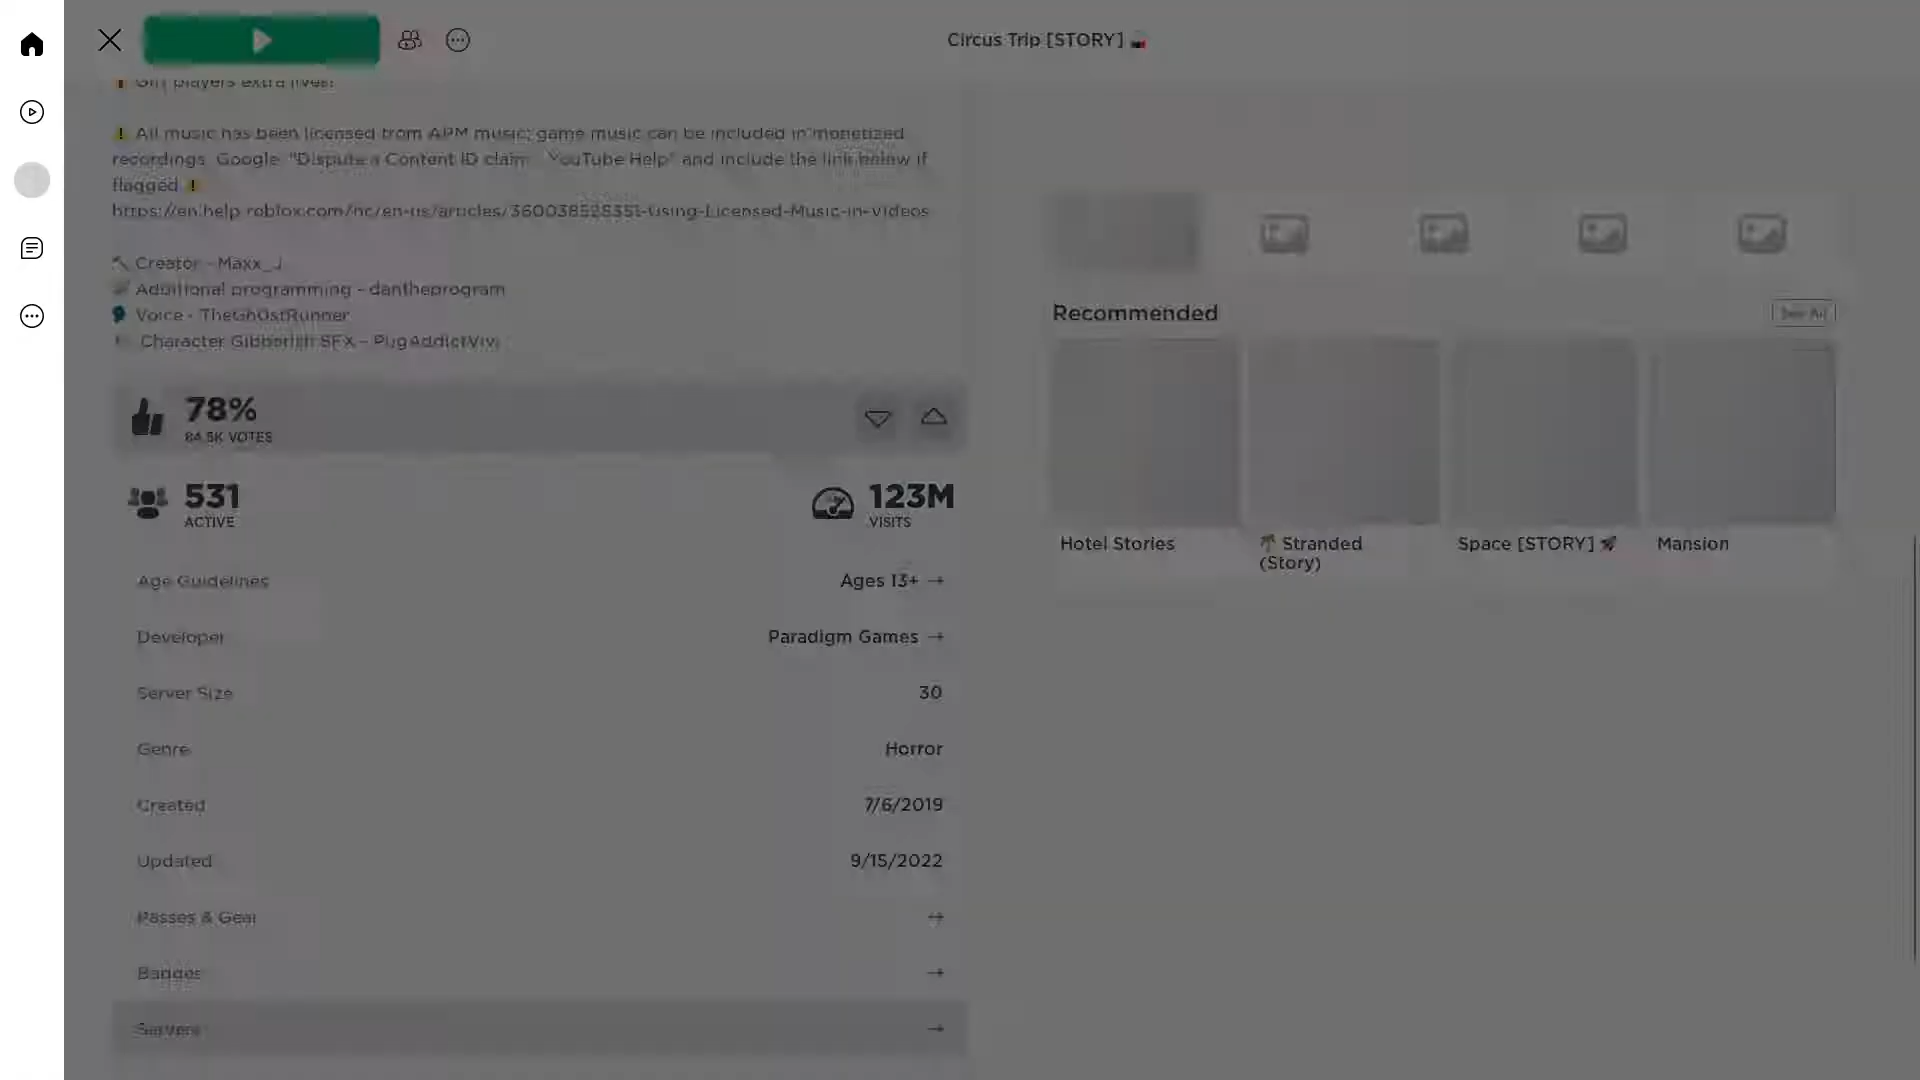 Circus Trip [STORY]
Gift players extra lives!
All music has been licensed from APM music; game music can be included in monetized
recordings. Google: "Dispute a Content ID claim YouTube Help" and include the link below if
flagged
Creator - Maxx_J
Additional programming - dantheprogram
Voice - TheGh0stRunner
Character Gibberish SFX - PugAddictViv
78%
84.5K VOTES
531
ACTIVE
123M
VISITS
Age Guidelines
Ages 13+ →
Developer
Paradigm Games →
Server Size
30
Genre
Horror
Created
7/6/2019
Updated
9/15/2022
Passes & Gear
→
Badges
→
Servers
→
Recommended
See All
Hotel Stories
Stranded
(Story)
Space [STORY]
Mansion